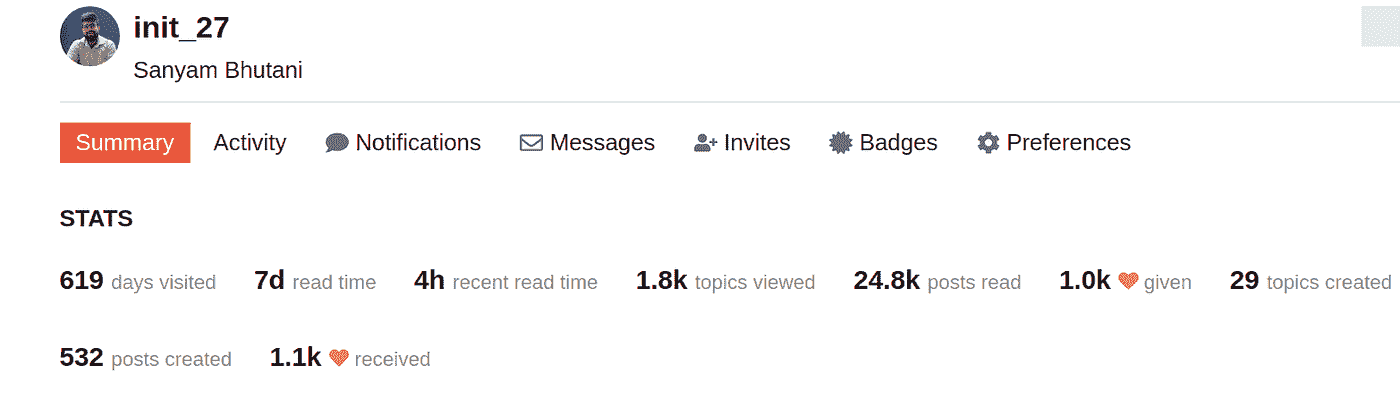 init_27
Sanyam Bhutani
Summary Activity Notifications Messages Invites Badges Preferences
STATS
619 days visited 7d read time 4h recent read time 1.8k topics viewed 24.8k posts read 1.0k given 29 topics created
532 posts created 1.1k received